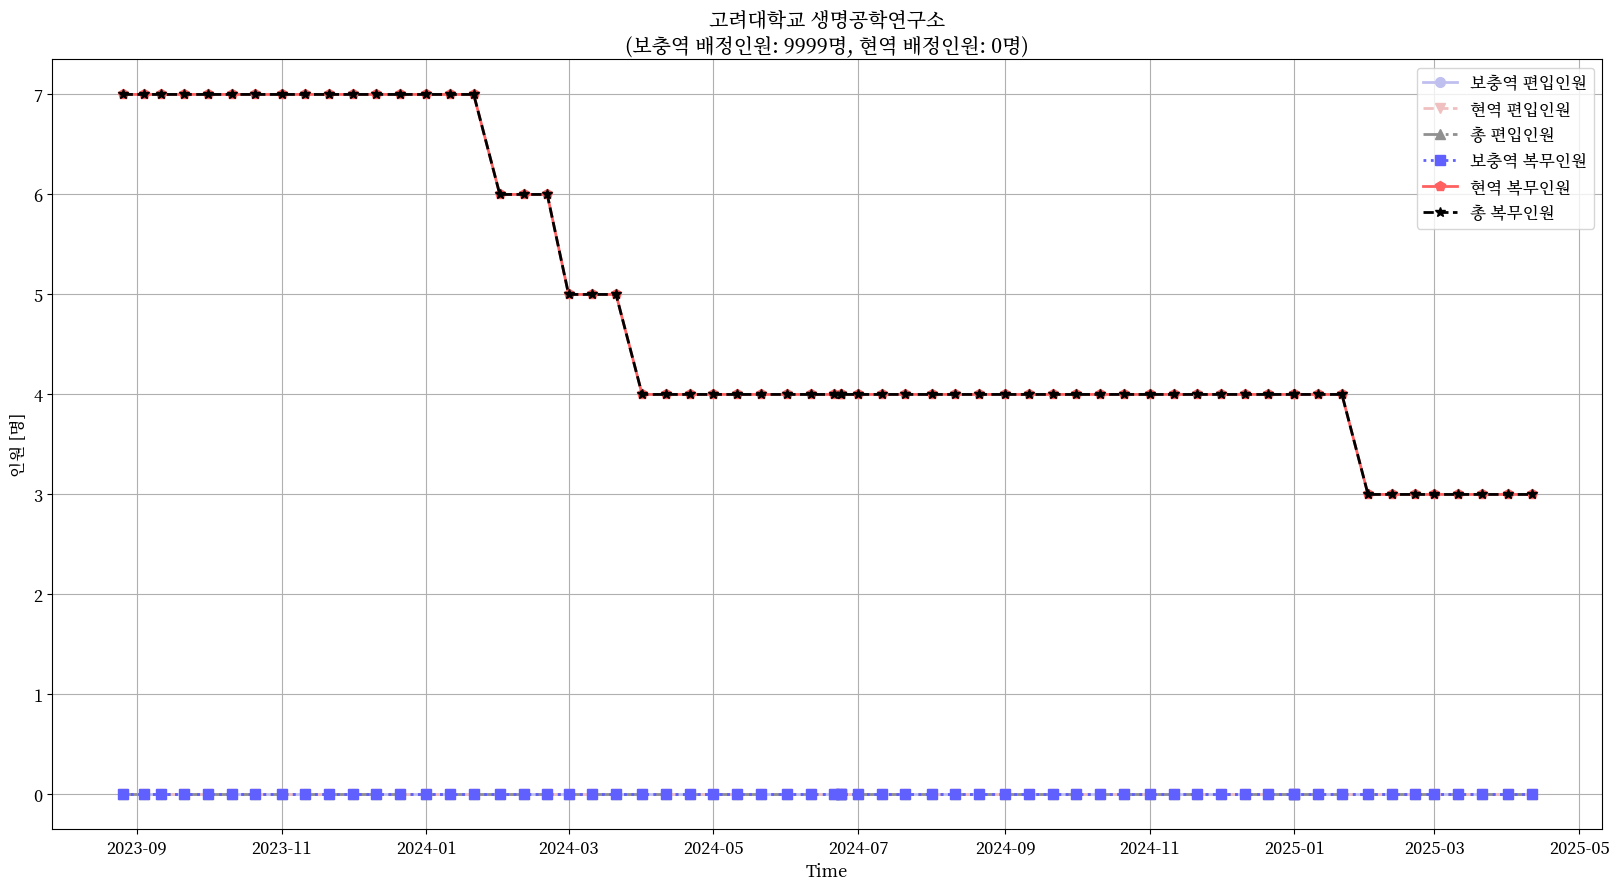 고려대학교 생명공학연구소
(보충역 배정인원: 9999명, 현역 배정인원: 0명)
보충역 편입인원
현역 편입인원
총 편입인원
보충역 복무인원
현역 복무인원
총 복무인원
인원 [명]
7
6
5
4
3
2
1
0
2023-09 2023-11 2024-01 2024-03 2024-05 2024-07 2024-09 2024-11 2025-01 2025-03 2025-05
Time